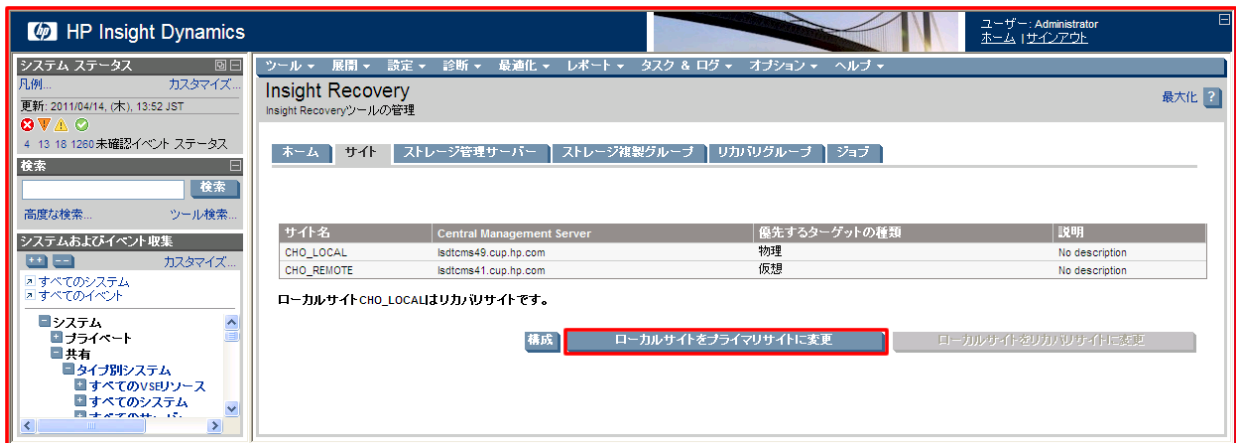 HP Insight Dynamics
ユーザー: Administrator
ホーム | サインアウト
システム ステータス
凡例... カスタマイズ...
更新: 2011/04/14, (木), 13:52 JST
4 13 18 1260 未確認イベント ステータス
検索
検索
高度な検索... ツール検索...
システムおよびイベント収集
カスタマイズ...
すべてのシステム
すべてのイベント
システム
プライベート
共有
タイプ別システム
すべてのVSEリソース
すべてのシステム
ツール 展開 設定 診断 最適化 レポート タスク & ログ オプション ヘルプ
Insight Recovery
Insight Recoveryツールの管理
最大化 ?
ホーム サイト ストレージ管理サーバー ストレージ複製グループ リカバリグループ ジョブ
サイト名 Central Management Server 優先するターゲットの種類 説明
CHO_LOCAL lsdtcms49.cup.hp.com 物理 No description
CHO_REMOTE lsdtcms41.cup.hp.com 仮想 No description
ローカルサイトCHO_LOCALはリカバリサイトです。
構成 ローカルサイトをプライマリサイトに変更 ローカルサイトをリカバリサイトに変更